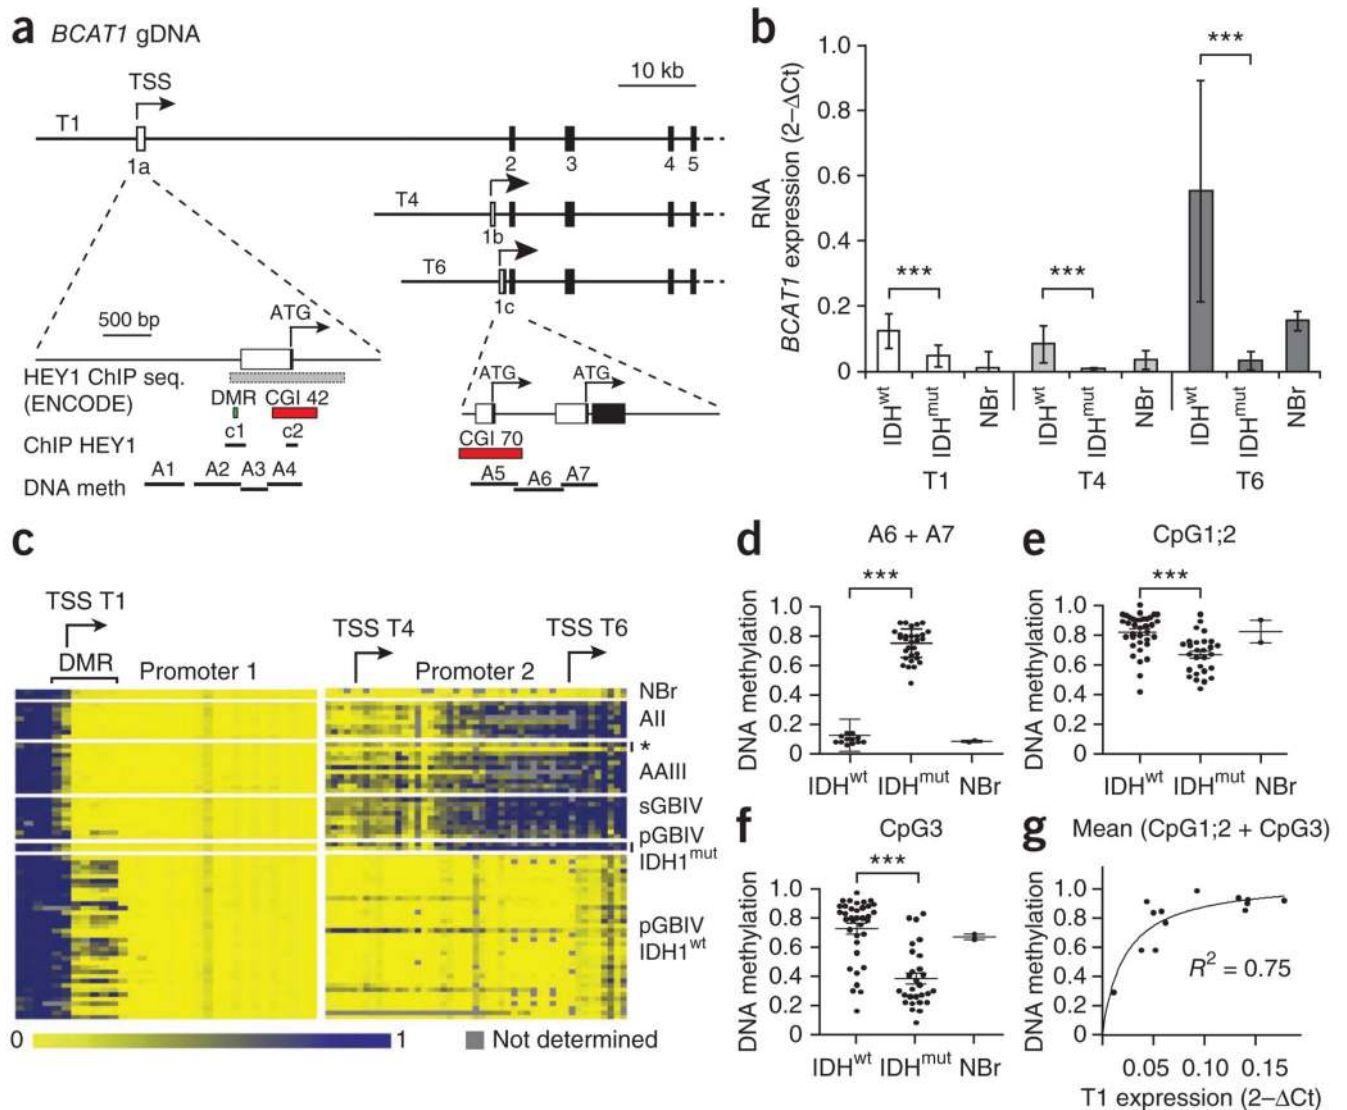 a BCAT1 gDNA
TSS
10 kb
T1
1a
2 3 4 5
T4
1b
T6
1c
500 bp
ATG
HEY1 ChIP seq.
(ENCODE)
DMR CGI 42
c1 c2
ChIP HEY1
A1 A2 A3 A4
DNA meth
ATG ATG
CGI 70
A5 A6 A7
b
RNA
BCAT1 expression (2–ΔCt)
1.0
0.8
0.6
0.4
0.2
0
***
***
***
IDHwt IDHmut NBr IDHwt IDHmut NBr IDHwt IDHmut NBr
T1 T4 T6
c
TSS T1
DMR Promoter 1
TSS T4 TSS T6
Promoter 2
NBr
AII
*
AAIII
sGBIV
pGBIV
IDH1mut
pGBIV
IDH1wt
0 1 Not determined
d A6 + A7
***
DNA methylation
1.0
0.8
0.6
0.4
0.2
0
IDHwt IDHmut NBr
e CpG1;2
***
DNA methylation
1.0
0.8
0.6
0.4
0.2
0
IDHwt IDHmut NBr
f CpG3
***
DNA methylation
1.0
0.8
0.6
0.4
0.2
0
IDHwt IDHmut NBr
g Mean (CpG1;2 + CpG3)
DNA methylation
1.0
0.8
0.6
0.4
0.2
0
R2 = 0.75
0.05 0.10 0.15
T1 expression (2–ΔCt)